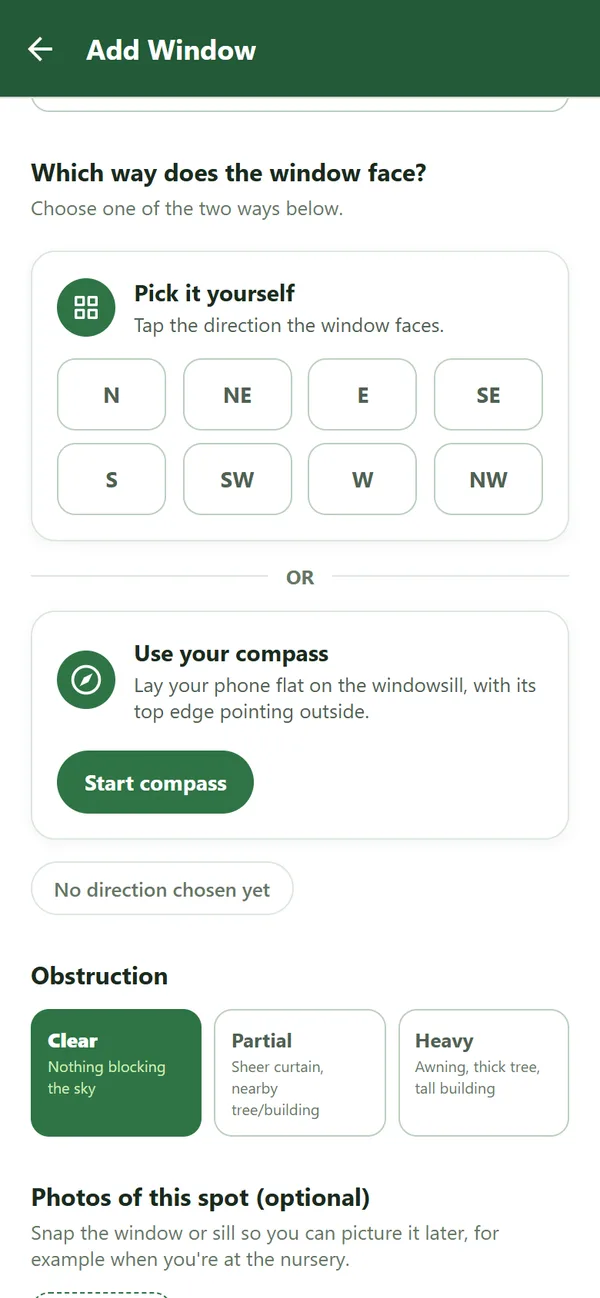 Add Window
Which way does the window face?
Choose one of the two ways below.
Pick it yourself
Tap the direction the window faces.
N
NE
E
SE
S
SW
W
NW
OR
Use your compass
Lay your phone flat on the windowsill, with its
top edge pointing outside.
Start compass
No direction chosen yet
Obstruction
Clear
Nothing blocking
the sky
Partial
Sheer curtain,
nearby
tree/building
Heavy
Awning, thick tree,
tall building
Photos of this spot (optional)
Snap the window or sill so you can picture it later, for
example when you're at the nursery.